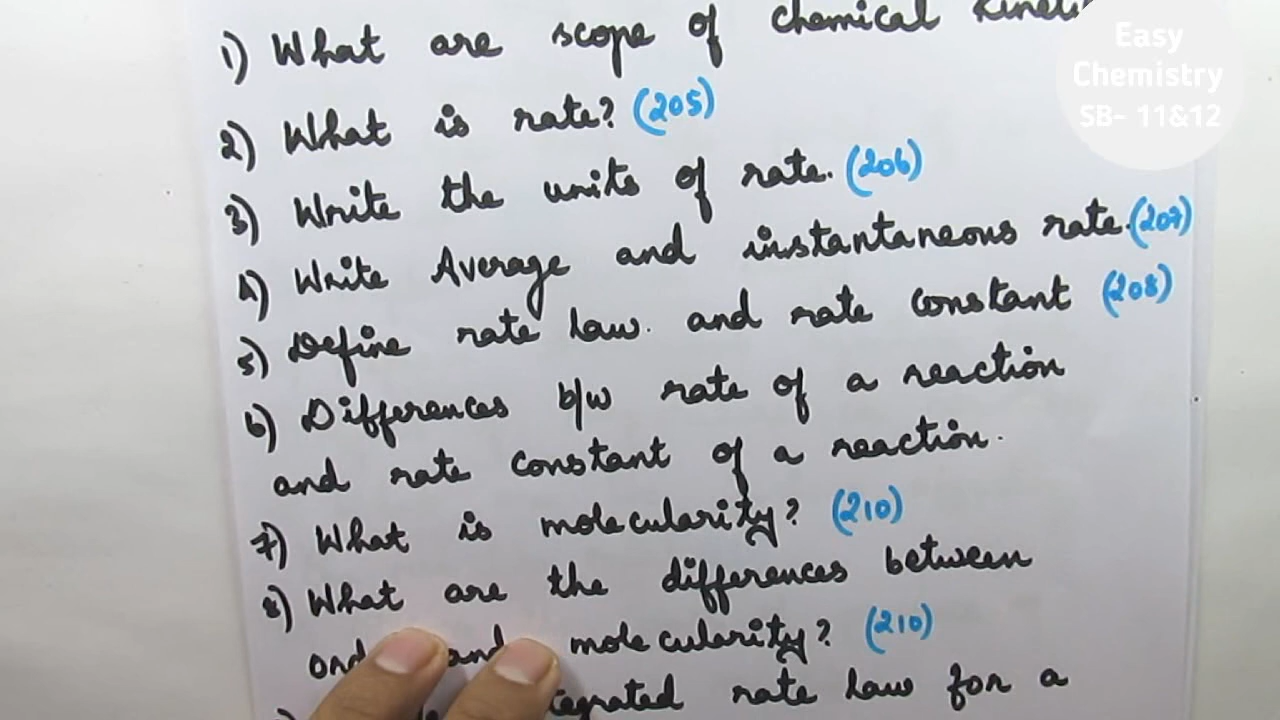 1) What are scope of chemical
2) What is rate? (205)
3) Write the units of rate. (206)
4) Write Average and instantaneous rate. (207)
5) Define rate law. and rate constant (208)
6) Differences b/w rate of a reaction
and rate constant of a reaction.
7) What is molecularity? (210)
8) What are the differences between
and molecularity? (210)
rate law for a
Easy
Chemistry
SB- 11&12